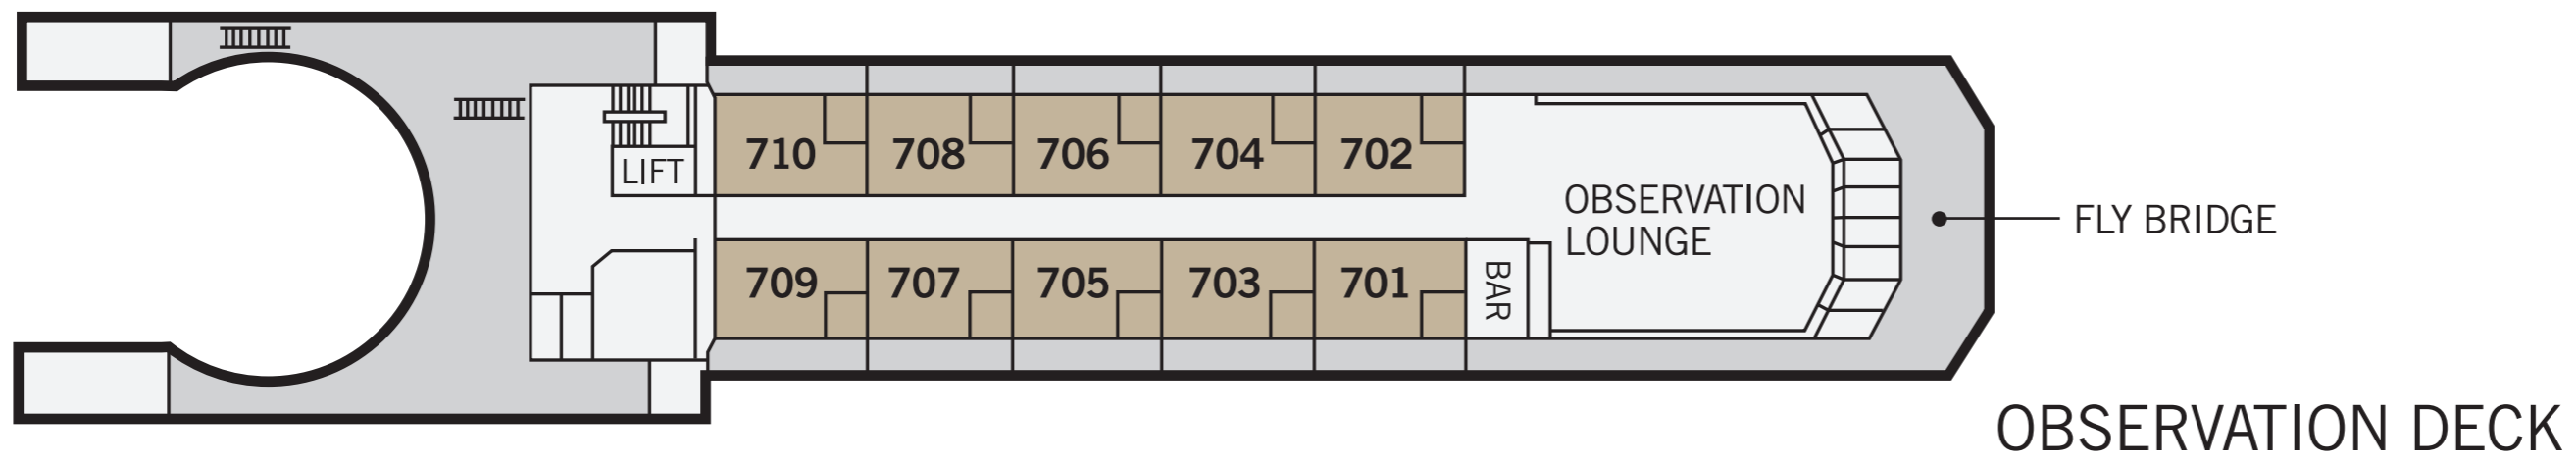 710 708 706 704 702
LIFT
OBSERVATION
LOUNGE
FLY BRIDGE
709 707 705 703 701
BAR
OBSERVATION DECK